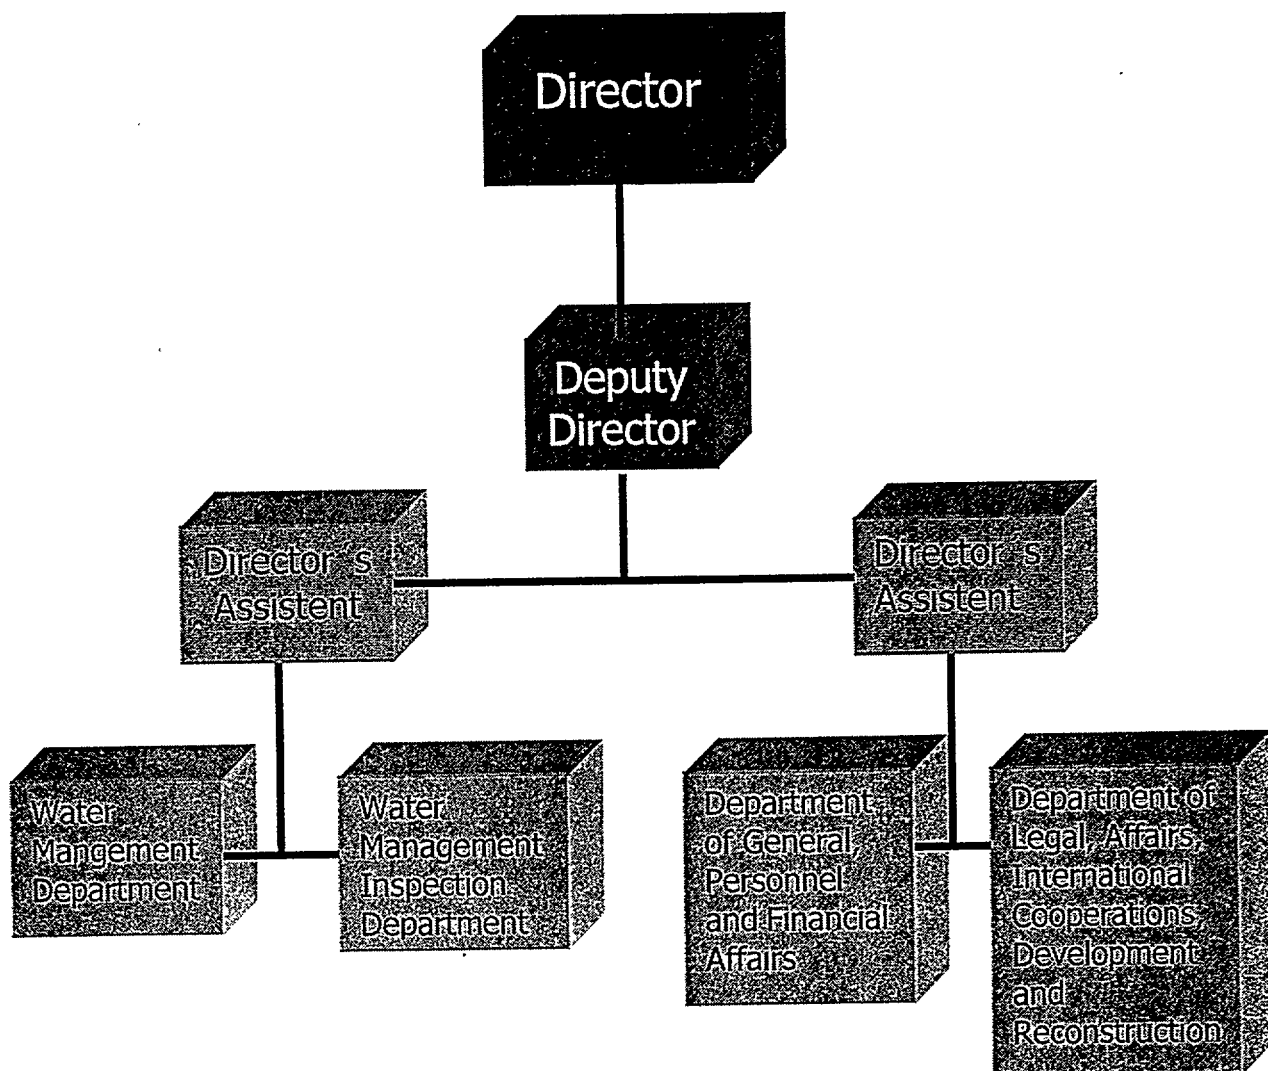 Director
Deputy
Director
Director´s
Assistent
Director s
Assistent
Water
Mangement
Department
Water
Management
Inspection
Department
Department
of General,
Personnel
and Financial
Affairs
Department of
Legal, Affairs,
International
Cooperations,
Development
and
Reconstruction